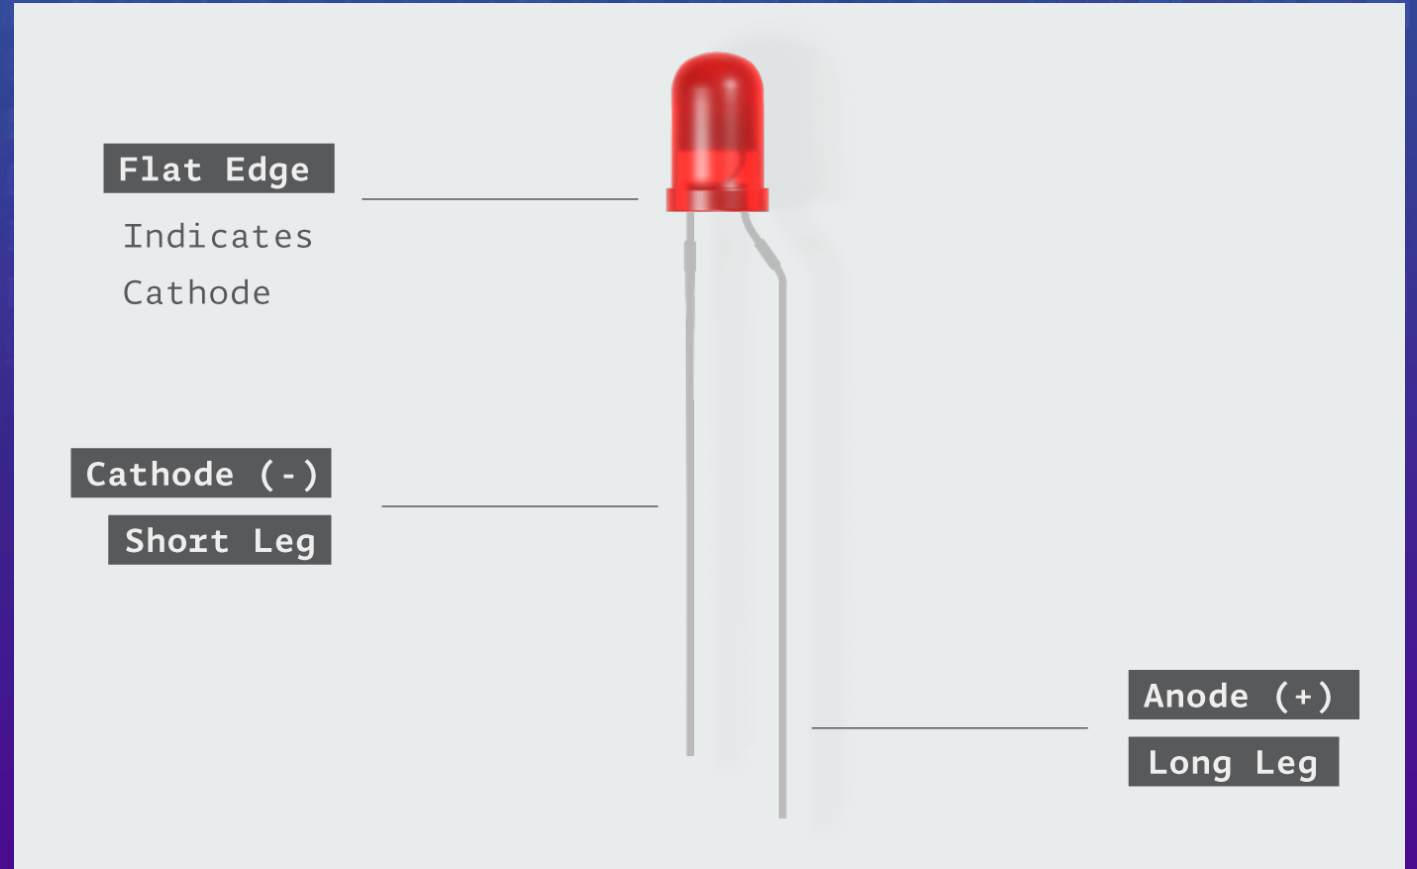 Flat Edge
Indicates
Cathode
Cathode (-)
Short Leg
Anode (+)
Long Leg